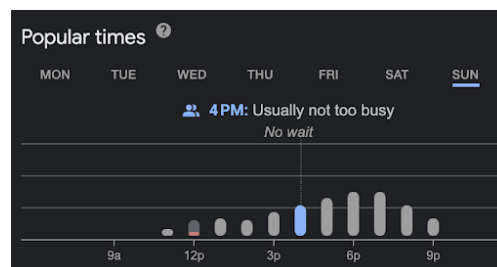 Popular times ?
MON TUE WED THU FRI SAT SUN
4 PM: Usually not too busy
No wait
9a 12p 3p 6p 9p